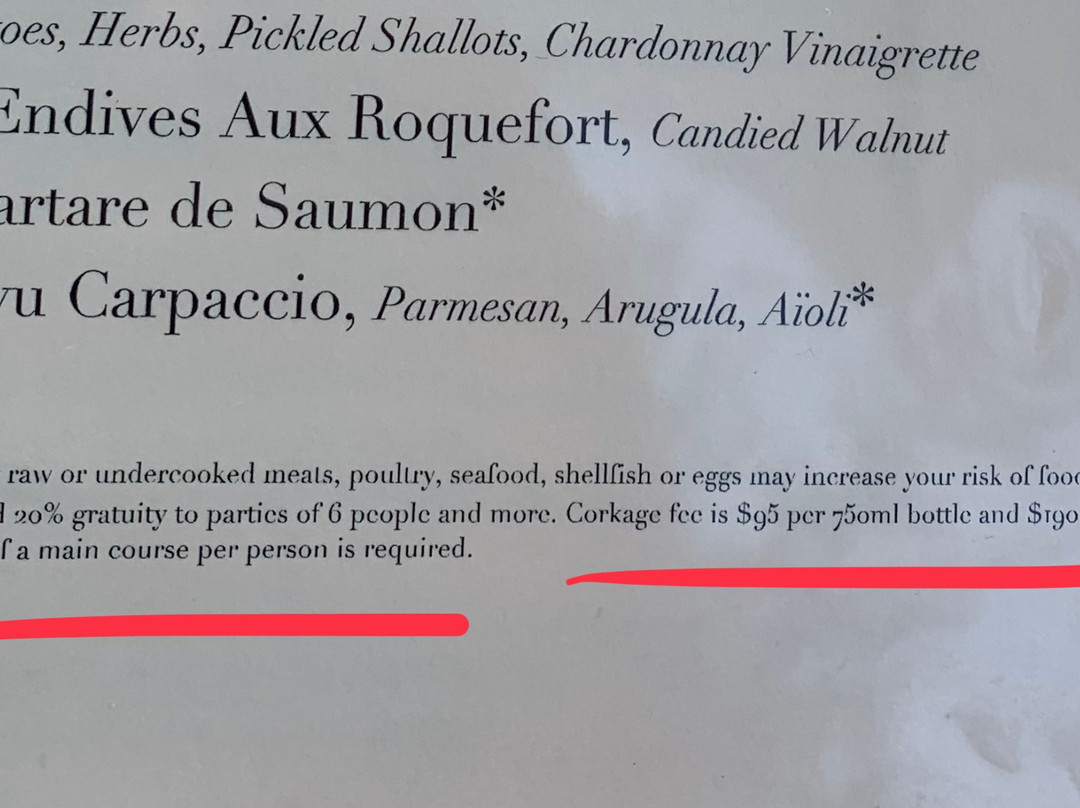 oes, Herbs, Pickled Shallots, Chardonnay Vinaigrette
Endives Aux Roquefort, Candied Walnut
artare de Saumon*
yu Carpaccio, Parmesan, Arugula, Aïoli*
raw or undercooked meats, poultry, seafood, shellfish or eggs may increase your risk of food
20% gratuity to parties of 6 people and more. Corkage fee is $95 per 750ml bottle and $190
f a main course per person is required.